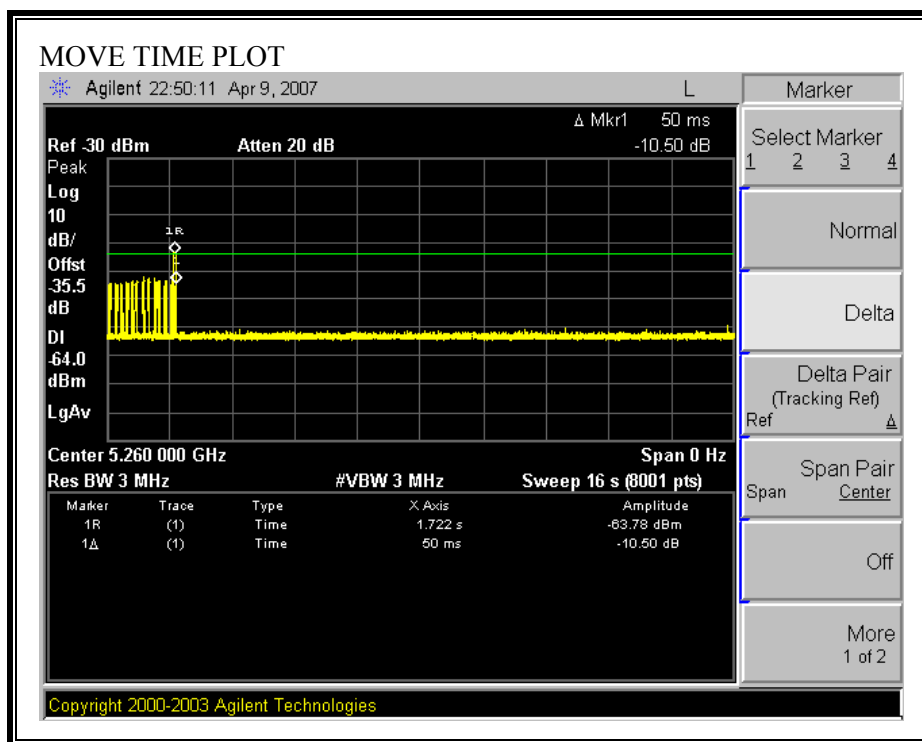 MOVE TIME PLOT
Agilent 22:50:11 Apr 9, 2007 L
Δ Mkr1 50 ms
Ref -30 dBm Atten 20 dB -10.50 dB
Peak
Log
10
dB/
Offst
-35.5
dB
DI
-64.0
dBm
LgAv
1R
Center 5.260 000 GHz Span 0 Hz
Res BW 3 MHz #VBW 3 MHz Sweep 16 s (8001 pts)
Marker Trace Type X Axis Amplitude
1R (1) Time 1.722 s -63.78 dBm
1Δ (1) Time 50 ms -10.50 dB
Marker
Select Marker
1 2 3 4
Normal
Delta
Delta Pair
(Tracking Ref)
Ref Δ
Span Pair
Span Center
Off
More
1 of 2
Copyright 2000-2003 Agilent Technologies